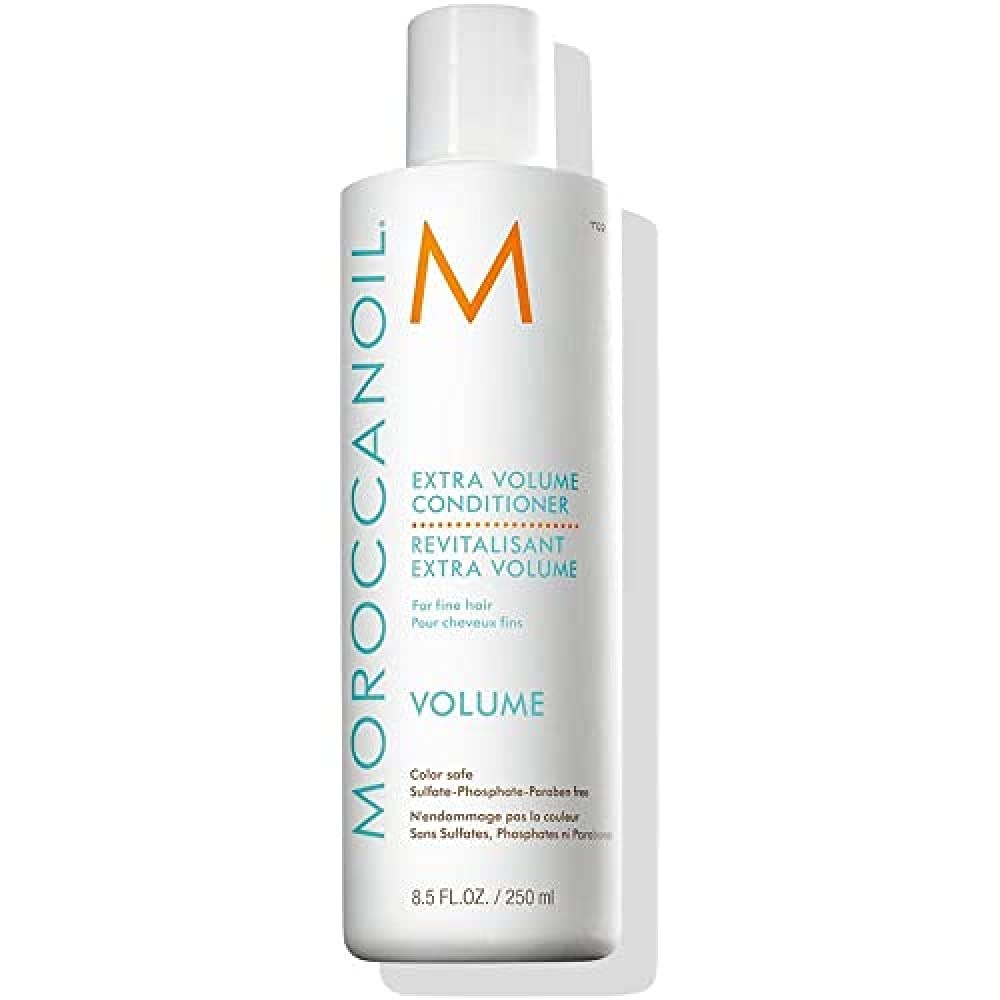 MOROCCANOIL.
M
EXTRA VOLUME
CONDITIONER
REVITALISANT
EXTRA VOLUME
For fine hair
Pour cheveux fins
VOLUME
Color safe
Sulfate-Phosphate-Paraben free
N'endommage pas la couleur
Sans Sulfates, Phosphates ni
8.5 FL.OZ. / 250 ml